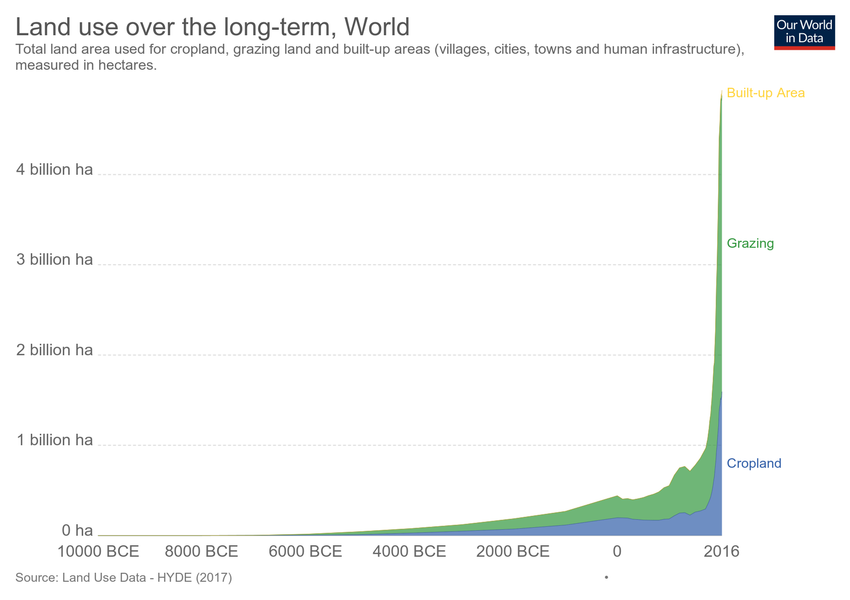 Land use over the long-term, World
Total land area used for cropland, grazing land and built-up areas (villages, cities, towns and human infrastructure),
measured in hectares.
Our World
in Data
Built-up Area
4 billion ha
Grazing
3 billion ha
2 billion ha
1 billion ha
Cropland
0 ha
10000 BCE 8000 BCE 6000 BCE 4000 BCE 2000 BCE 0 2016
Source: Land Use Data - HYDE (2017)